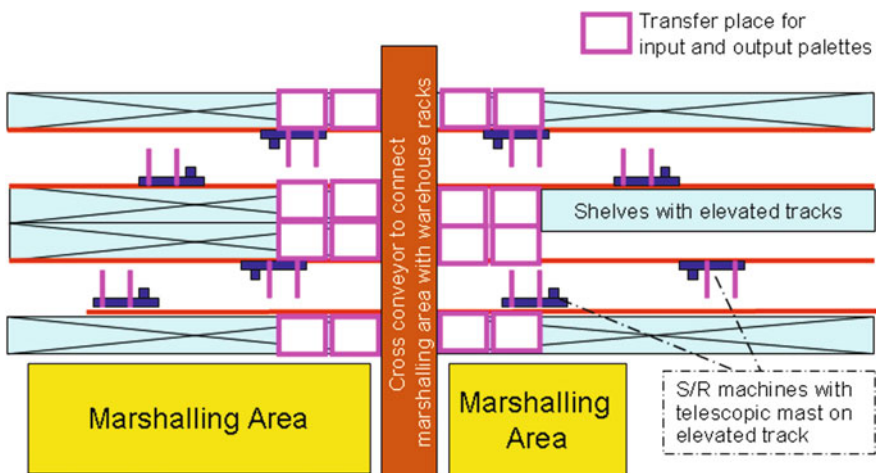 Transfer place for
input and output palettes
Cross conveyor to connect
marshalling area with warehouse racks
Shelves with elevated tracks
S/R machines with
telescopic mast on
elevated track
Marshalling Area
Marshalling
Area